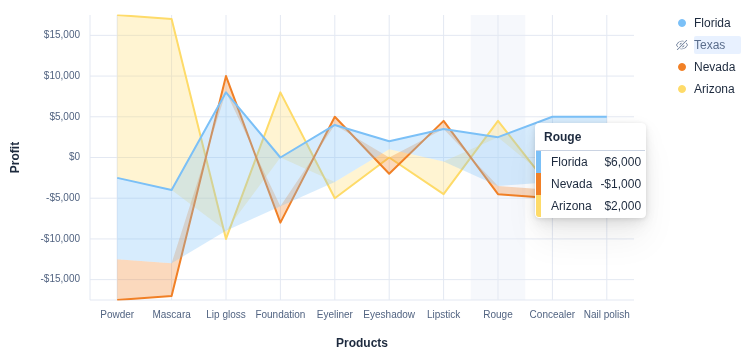 Florida
Texas
Nevada
Arizona
$15,000
$10,000
$5,000
$0
-$5,000
-$10,000
-$15,000
Profit
Rouge
Florida $6,000
Nevada -$1,000
Arizona $2,000
Powder Mascara Lip gloss Foundation Eyeliner Eyeshadow Lipstick Rouge Concealer Nail polish
Products